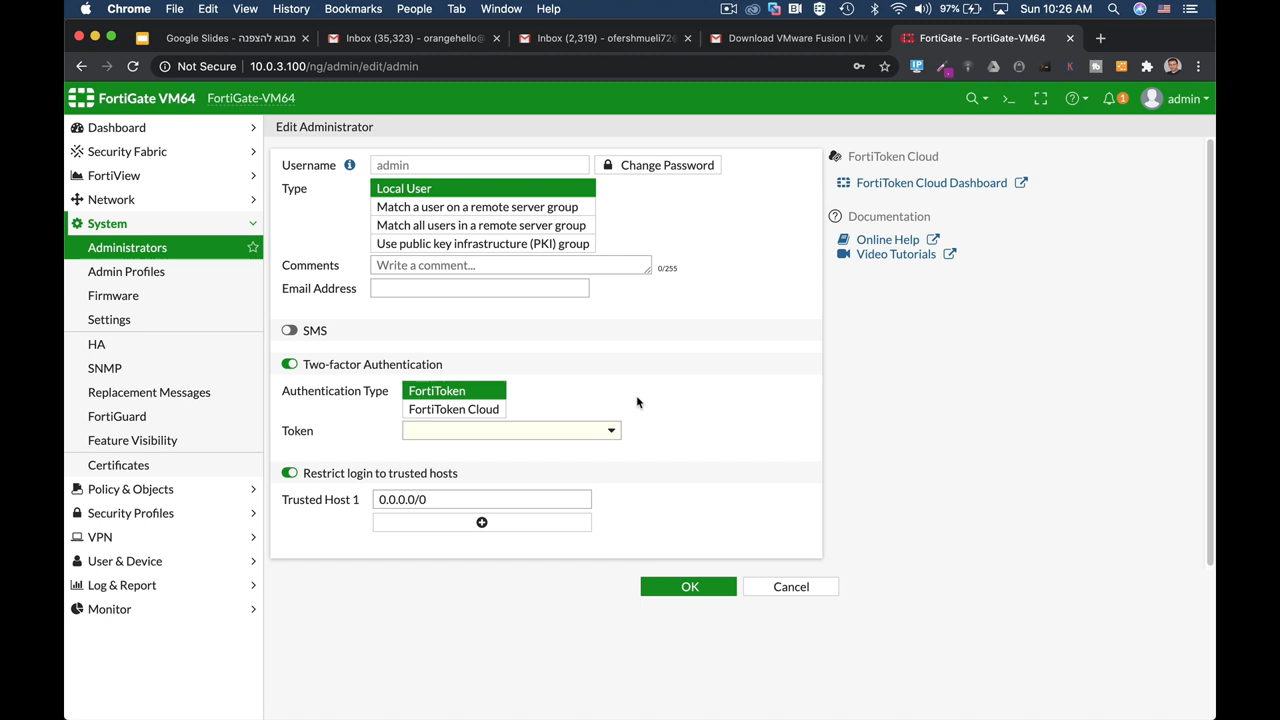 Chrome File Edit View History Bookmarks People Tab Window Help 97% Sun 10:26 AM
Google Slides - מבוא להצפנה Inbox (35,323) - orangehello@ Inbox (2,319) - ofershmueli72 Download VMware Fusion | VM FortiGate - FortiGate-VM64
Not Secure 10.0.3.100/ng/admin/edit/admin
FortiGate VM64 FortiGate-VM64 1 admin
Dashboard
Security Fabric
FortiView
Network
System
Administrators
Admin Profiles
Firmware
Settings
HA
SNMP
Replacement Messages
FortiGuard
Feature Visibility
Certificates
Policy & Objects
Security Profiles
VPN
User & Device
Log & Report
Monitor
Edit Administrator
Username admin Change Password
Type Local User
Match a user on a remote server group
Match all users in a remote server group
Use public key infrastructure (PKI) group
Comments Write a comment... 0/255
Email Address
SMS
Two-factor Authentication
Authentication Type FortiToken
FortiToken Cloud
Token
Restrict login to trusted hosts
Trusted Host 1 0.0.0.0/0
OK Cancel
FortiToken Cloud
FortiToken Cloud Dashboard
Documentation
Online Help
Video Tutorials